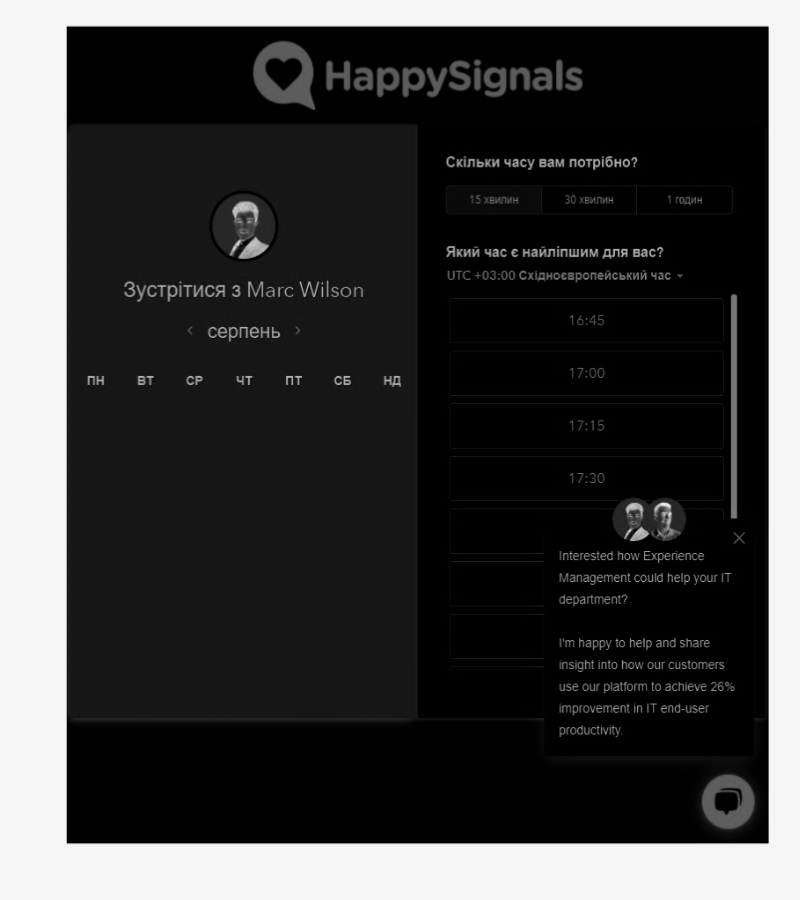 HappySignals
Зустрітися з Marc Wilson
серпень
ПН ВТ СР ЧТ ПТ СБ НД
Скільки часу вам потрібно?
15 хвилин 30 хвилин 1 годин
Який час є найліпшим для вас?
UTC +03:00 Східноєвропейський час
16:45
17:00
17:15
17:30
Interested how Experience
Management could help your IT
department?
I'm happy to help and share
insight into how our customers
use our platform to achieve 26%
improvement in IT end-user
productivity.